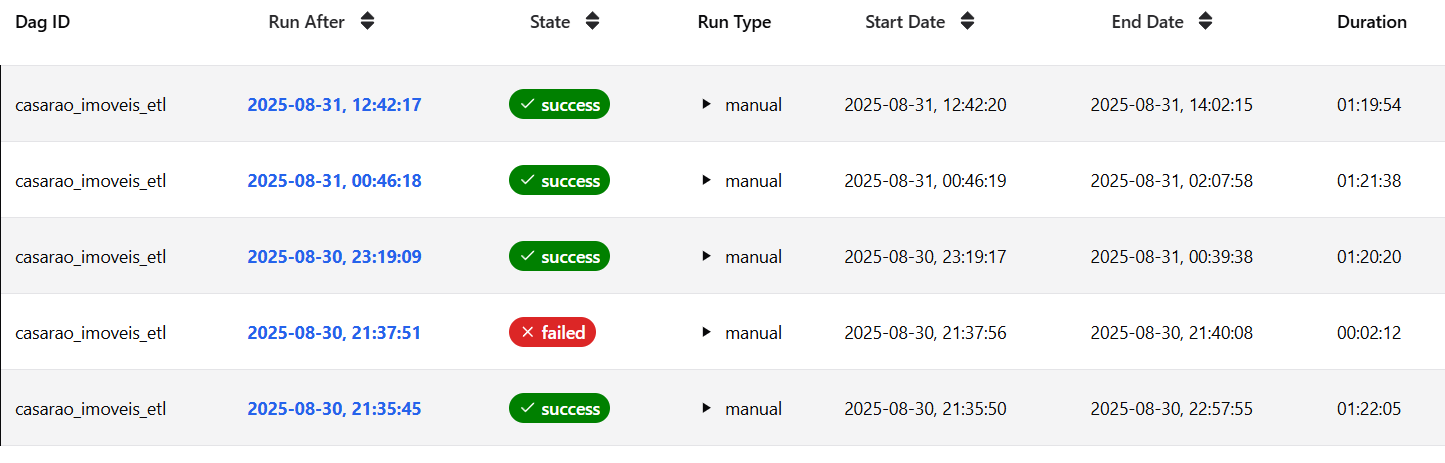 Dag ID Run After State Run Type Start Date End Date Duration
casarao_imoveis_etl 2025-08-31, 12:42:17 success manual 2025-08-31, 12:42:20 2025-08-31, 14:02:15 01:19:54
casarao_imoveis_etl 2025-08-31, 00:46:18 success manual 2025-08-31, 00:46:19 2025-08-31, 02:07:58 01:21:38
casarao_imoveis_etl 2025-08-30, 23:19:09 success manual 2025-08-30, 23:19:17 2025-08-31, 00:39:38 01:20:20
casarao_imoveis_etl 2025-08-30, 21:37:51 failed manual 2025-08-30, 21:37:56 2025-08-30, 21:40:08 00:02:12
casarao_imoveis_etl 2025-08-30, 21:35:45 success manual 2025-08-30, 21:35:50 2025-08-30, 22:57:55 01:22:05